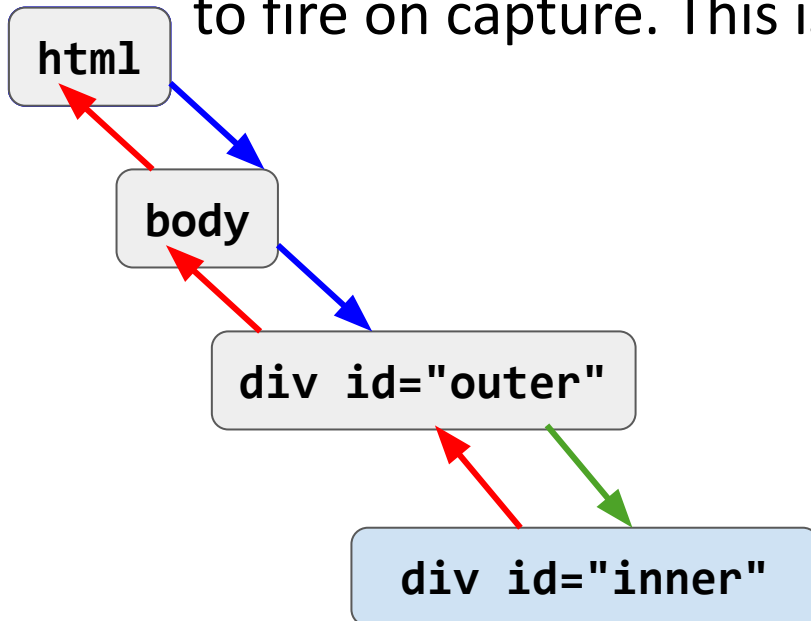 to fire on capture. This i
html
body
div id="outer"
div id="inner"